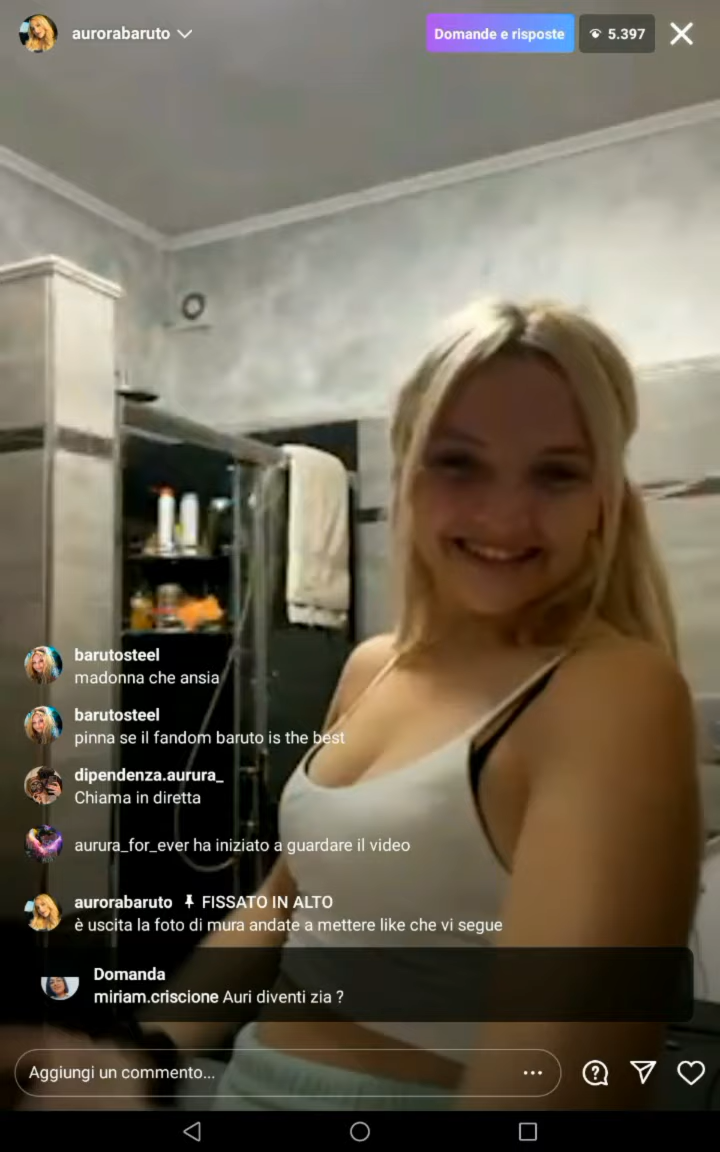 aurorabaruto
Domande e risposte
5.397
barutosteel
madonna che ansia
barutosteel
pinna se il fandom baruto is the best
dipendenza.aurura_
Chiama in diretta
aurura_for_ever ha iniziato a guardare il video
aurorabaruto FISSATO IN ALTO
è uscita la foto di mura andate a mettere like che vi segue
Domanda
miriam.criscione Auri diventi zia ?
Aggiungi un commento...